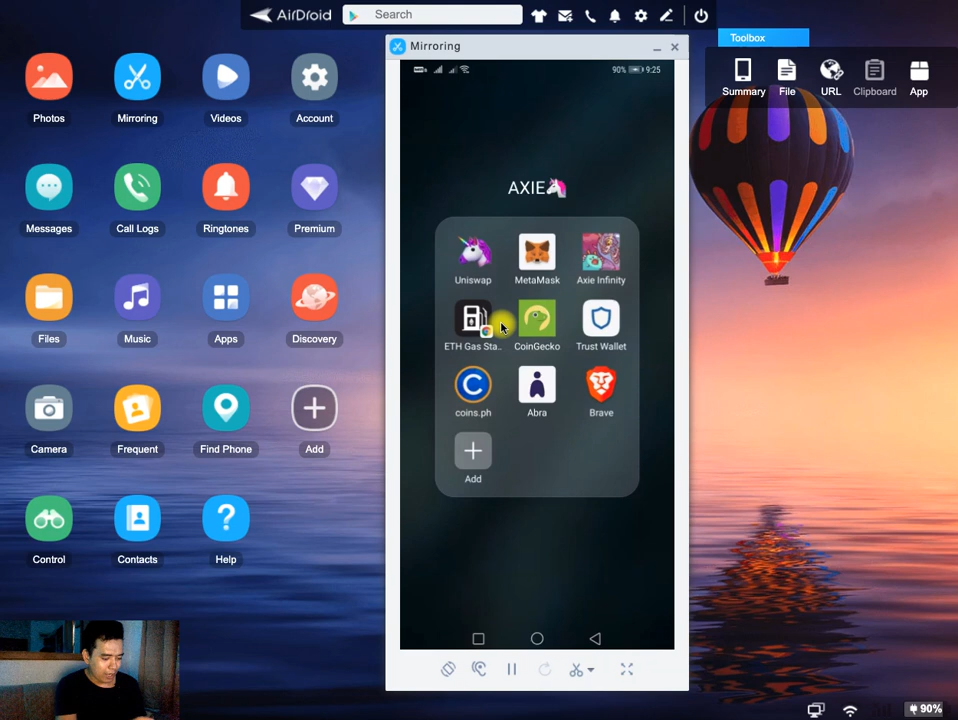 AirDroid
Search
Toolbox
Summary
File
URL
Clipboard
App
Photos
Mirroring
Videos
Account
Messages
Call Logs
Ringtones
Premium
Files
Music
Apps
Discovery
Camera
Frequent
Find Phone
Add
Control
Contacts
Help
Mirroring
90% 9:25
AXIE🦄
Uniswap
MetaMask
Axie Infinity
ETH Gas Sta..
CoinGecko
Trust Wallet
coins.ph
Abra
Brave
Add
90%